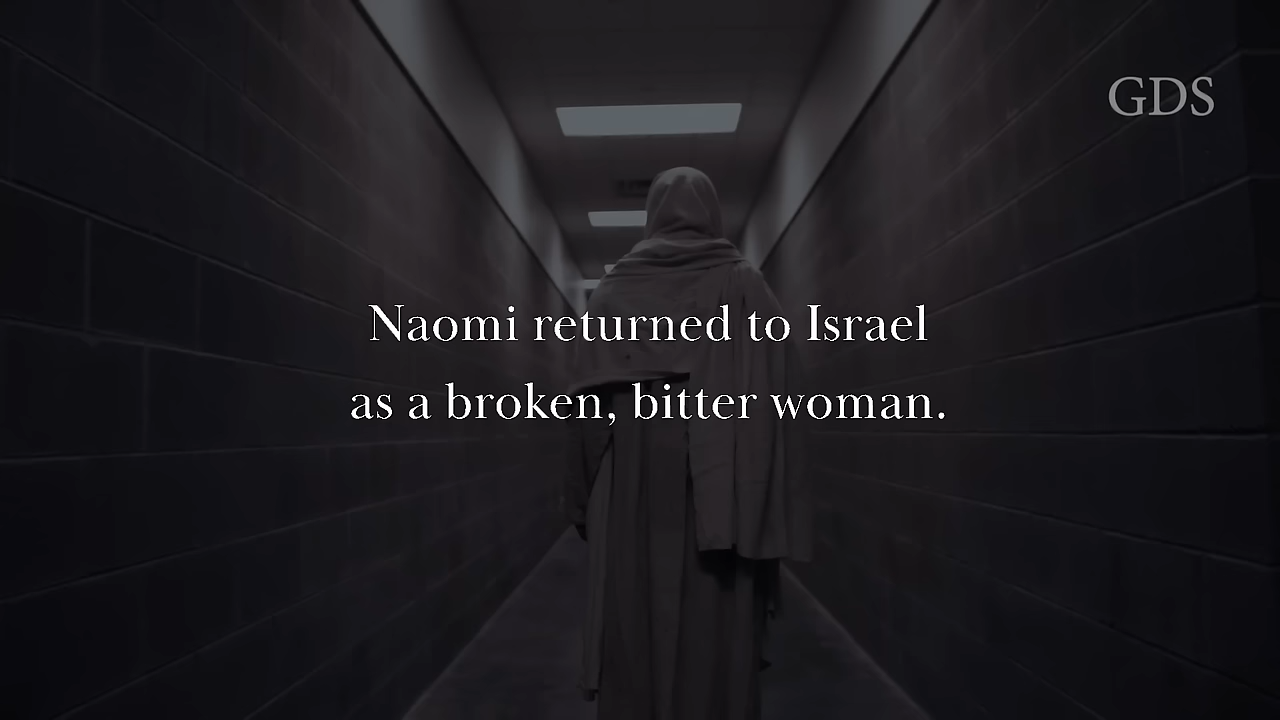 GDS
Naomi returned to Israel
as a broken, bitter woman.